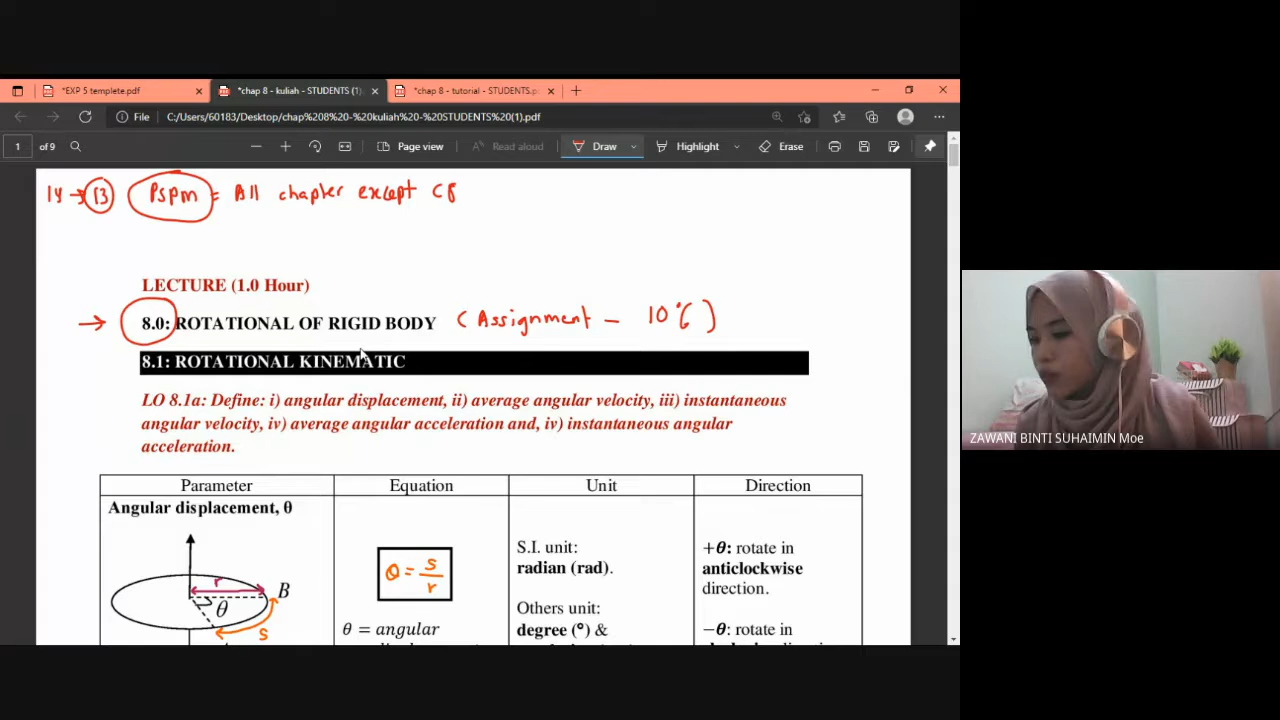 *EXP 5 templete.pdf
*chap 8 - kuliah - STUDENTS (1).
*chap 8 - tutorial - STUDENTS.p
File C:/Users/60183/Desktop/chap%208%20-%20kuliah%20-%20STUDENTS%20(1).pdf
1 of 9 Page view Read aloud Draw Highlight Erase
14 → 13 PSPM = All chapter except C8
LECTURE (1.0 Hour)
→ 8.0: ROTATIONAL OF RIGID BODY (Assignment – 10%)
8.1: ROTATIONAL KINEMATIC
LO 8.1a: Define: i) angular displacement, ii) average angular velocity, iii) instantaneous
angular velocity, iv) average angular acceleration and, iv) instantaneous angular
acceleration.
Parameter Equation Unit Direction
Angular displacement, θ
r
B
θ
s
θ = s/r
θ = angular
S.I. unit:
radian (rad).
Others unit:
degree (°) &
+θ: rotate in
anticlockwise
direction.
−θ: rotate in
ZAWANI BINTI SUHAIMIN Moe